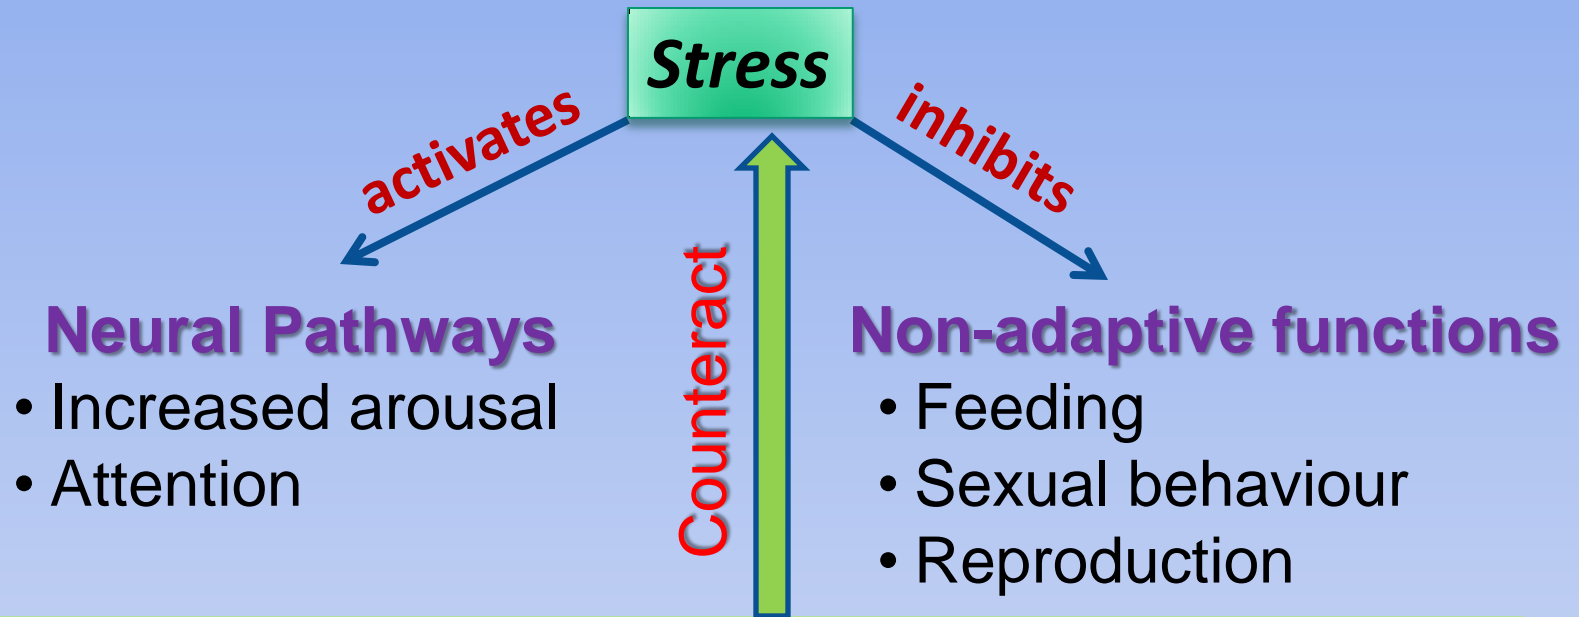 Stress
activates
inhibits
Counteract
Neural Pathways
• Increased arousal
• Attention
Non-adaptive functions
• Feeding
• Sexual behaviour
• Reproduction